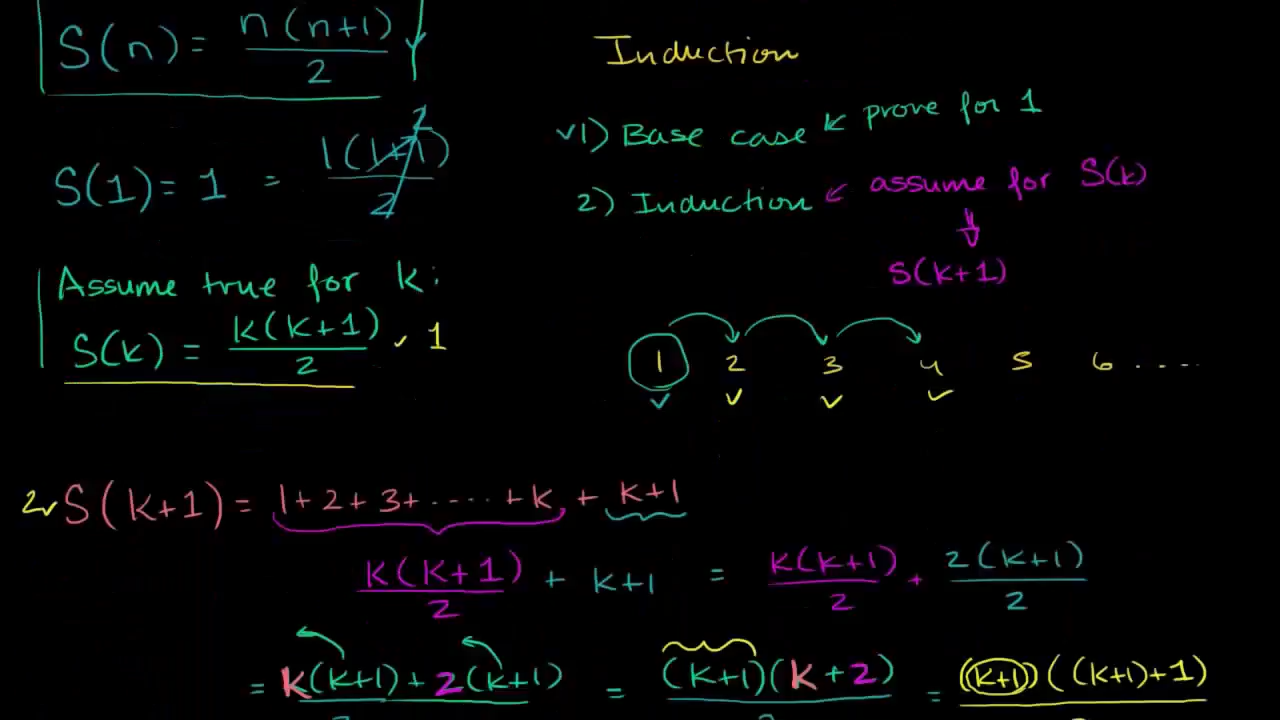 S(n) = n(n+1)/2
S(1) = 1 = 1(1+1)/2 2
Assume true for k:
S(k) = k(k+1)/2 ✓ 1
Induction
✓1) Base case ← prove for 1
2) Induction ← assume for S(k)
↓
S(k+1)
1 2 3 4 5 6 ....
✓ ✓ ✓ ✓
2✓ S(k+1) = 1+2+3+.....+k + k+1
k(k+1)/2 + k+1 = k(k+1)/2 + 2(k+1)/2
= k(k+1)+2(k+1) = (k+1)(k+2) = (k+1)((k+1)+1)